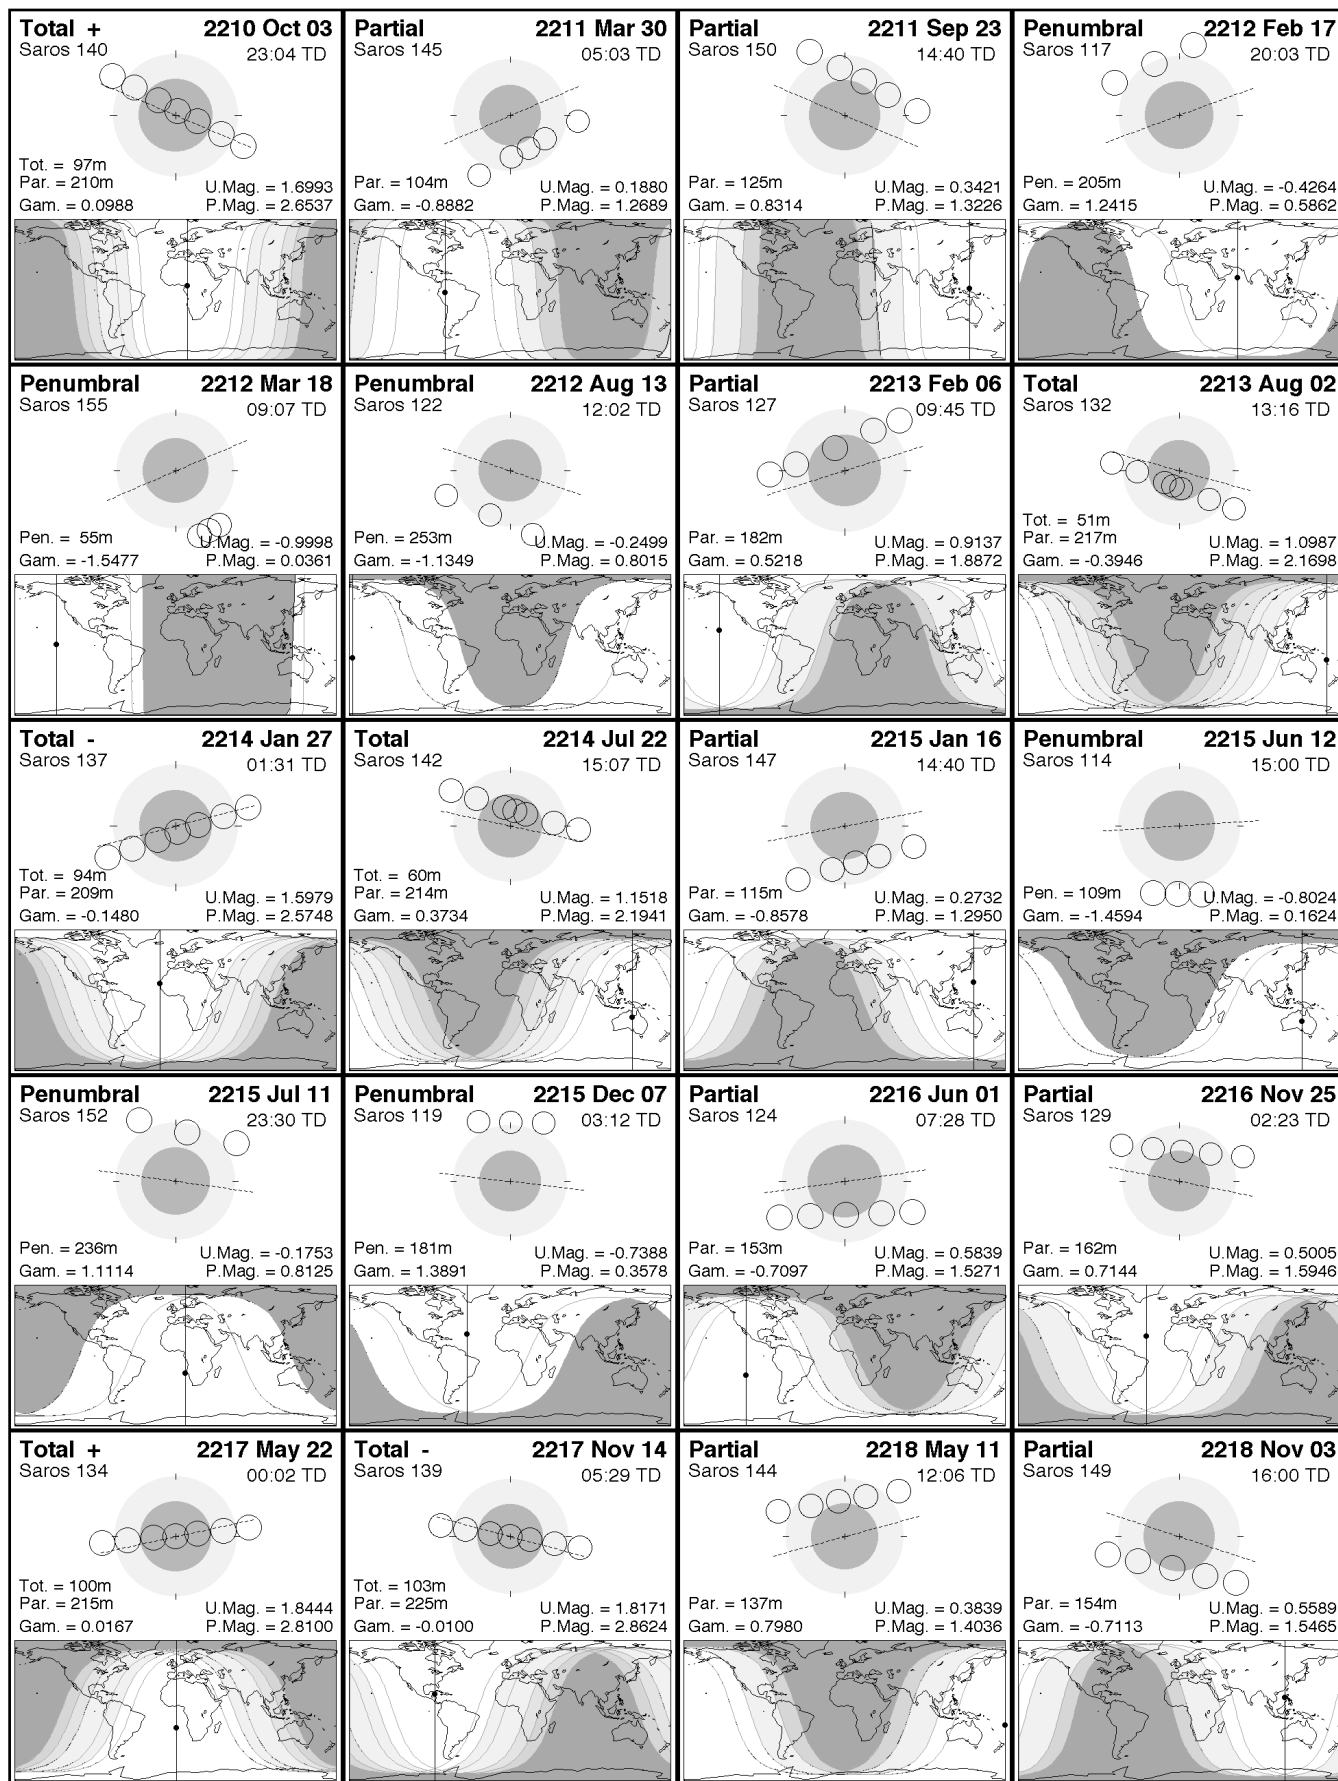 Total + 2210 Oct 03
Saros 140 23:04 TD
Tot. = 97m
Par. = 210m U.Mag. = 1.6993
Gam. = 0.0988 P.Mag. = 2.6537
Partial 2211 Mar 30
Saros 145 05:03 TD
Par. = 104m U.Mag. = 0.1880
Gam. = -0.8882 P.Mag. = 1.2689
Partial 2211 Sep 23
Saros 150 14:40 TD
Par. = 125m U.Mag. = 0.3421
Gam. = 0.8314 P.Mag. = 1.3226
Penumbral 2212 Feb 17
Saros 117 20:03 TD
Pen. = 205m U.Mag. = -0.4264
Gam. = 1.2415 P.Mag. = 0.5862
Penumbral 2212 Mar 18
Saros 155 09:07 TD
Pen. = 55m U.Mag. = -0.9998
Gam. = -1.5477 P.Mag. = 0.0361
Penumbral 2212 Aug 13
Saros 122 12:02 TD
Pen. = 253m U.Mag. = -0.2499
Gam. = -1.1349 P.Mag. = 0.8015
Partial 2213 Feb 06
Saros 127 09:45 TD
Par. = 182m U.Mag. = 0.9137
Gam. = 0.5218 P.Mag. = 1.8872
Total 2213 Aug 02
Saros 132 13:16 TD
Tot. = 51m
Par. = 217m U.Mag. = 1.0987
Gam. = -0.3946 P.Mag. = 2.1698
Total - 2214 Jan 27
Saros 137 01:31 TD
Tot. = 94m
Par. = 209m U.Mag. = 1.5979
Gam. = -0.1480 P.Mag. = 2.5748
Total 2214 Jul 22
Saros 142 15:07 TD
Tot. = 60m
Par. = 214m U.Mag. = 1.1518
Gam. = 0.3734 P.Mag. = 2.1941
Partial 2215 Jan 16
Saros 147 14:40 TD
Par. = 115m U.Mag. = 0.2732
Gam. = -0.8578 P.Mag. = 1.2950
Penumbral 2215 Jun 12
Saros 114 15:00 TD
Pen. = 109m U.Mag. = -0.8024
Gam. = -1.4594 P.Mag. = 0.1624
Penumbral 2215 Jul 11
Saros 152 23:30 TD
Pen. = 236m U.Mag. = -0.1753
Gam. = 1.1114 P.Mag. = 0.8125
Penumbral 2215 Dec 07
Saros 119 03:12 TD
Pen. = 181m U.Mag. = -0.7388
Gam. = 1.3891 P.Mag. = 0.3578
Partial 2216 Jun 01
Saros 124 07:28 TD
Par. = 153m U.Mag. = 0.5839
Gam. = -0.7097 P.Mag. = 1.5271
Partial 2216 Nov 25
Saros 129 02:23 TD
Par. = 162m U.Mag. = 0.5005
Gam. = 0.7144 P.Mag. = 1.5946
Total + 2217 May 22
Saros 134 00:02 TD
Tot. = 100m
Par. = 215m U.Mag. = 1.8444
Gam. = 0.0167 P.Mag. = 2.8100
Total - 2217 Nov 14
Saros 139 05:29 TD
Tot. = 103m
Par. = 225m U.Mag. = 1.8171
Gam. = -0.0100 P.Mag. = 2.8624
Partial 2218 May 11
Saros 144 12:06 TD
Par. = 137m U.Mag. = 0.3839
Gam. = 0.7980 P.Mag. = 1.4036
Partial 2218 Nov 03
Saros 149 16:00 TD
Par. = 154m U.Mag. = 0.5589
Gam. = -0.7113 P.Mag. = 1.5465